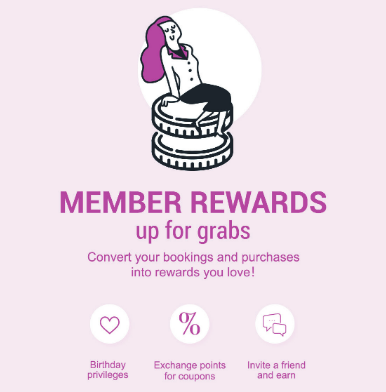 MEMBER REWARDS
up for grabs
Convert your bookings and purchases
into rewards you love!
%
Birthday
privileges
Exchange points
for coupons
Invite a friend
and earn